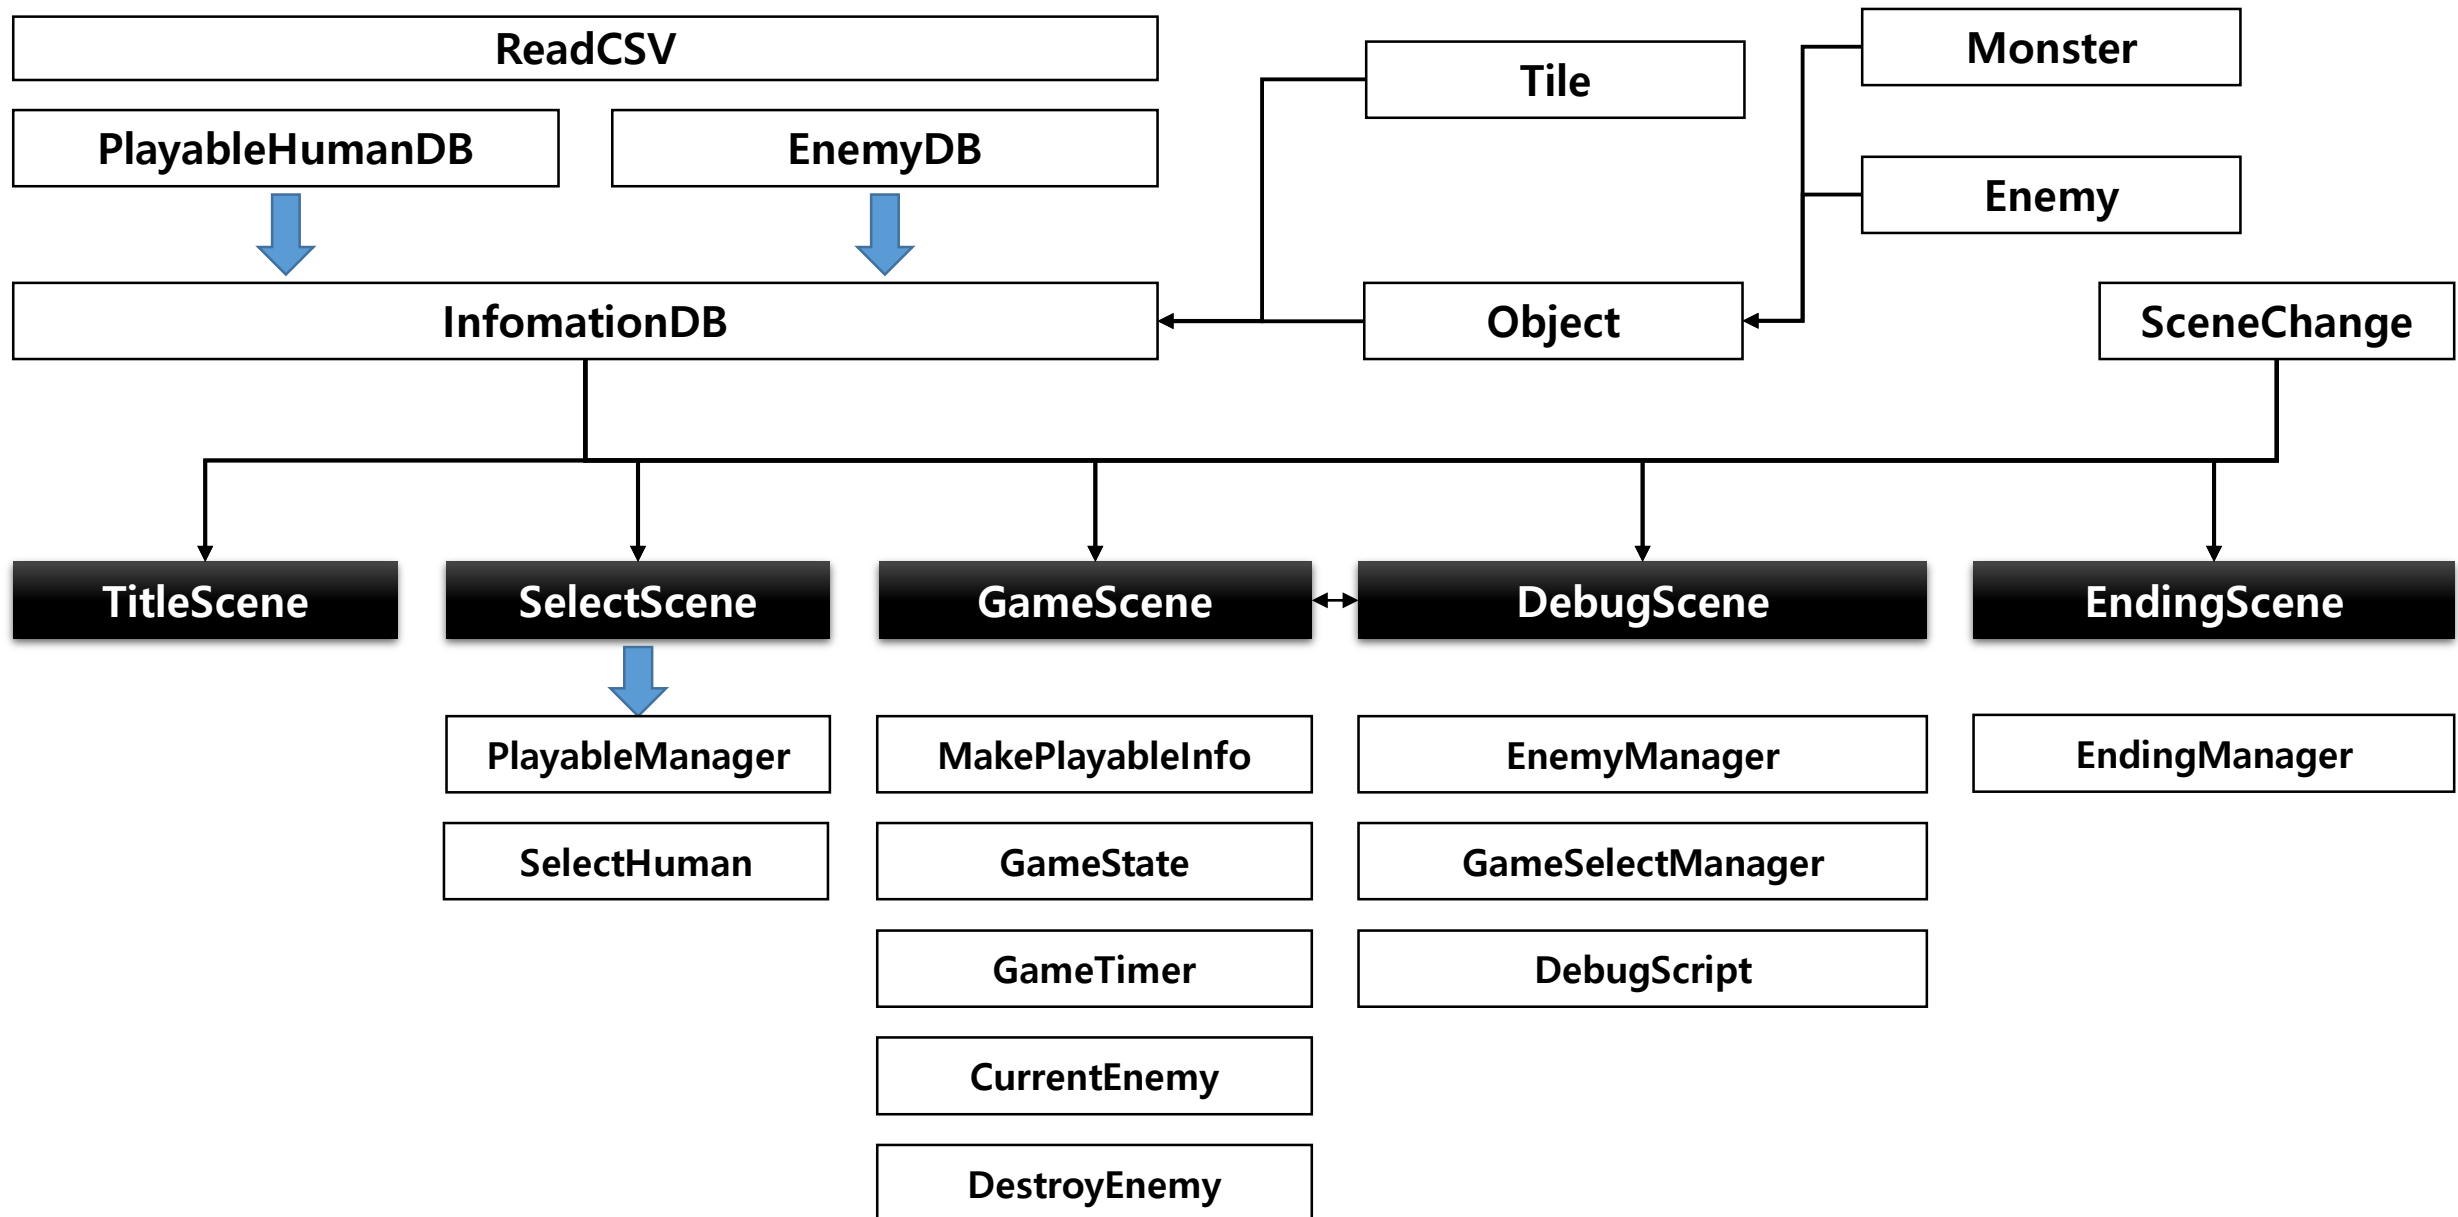 ReadCSV
PlayableHumanDB
EnemyDB
Tile
Monster
Enemy
InfomationDB
Object
SceneChange
TitleScene
SelectScene
GameScene
DebugScene
EndingScene
PlayableManager
MakePlayableInfo
EnemyManager
EndingManager
SelectHuman
GameState
GameSelectManager
GameTimer
DebugScript
CurrentEnemy
DestroyEnemy